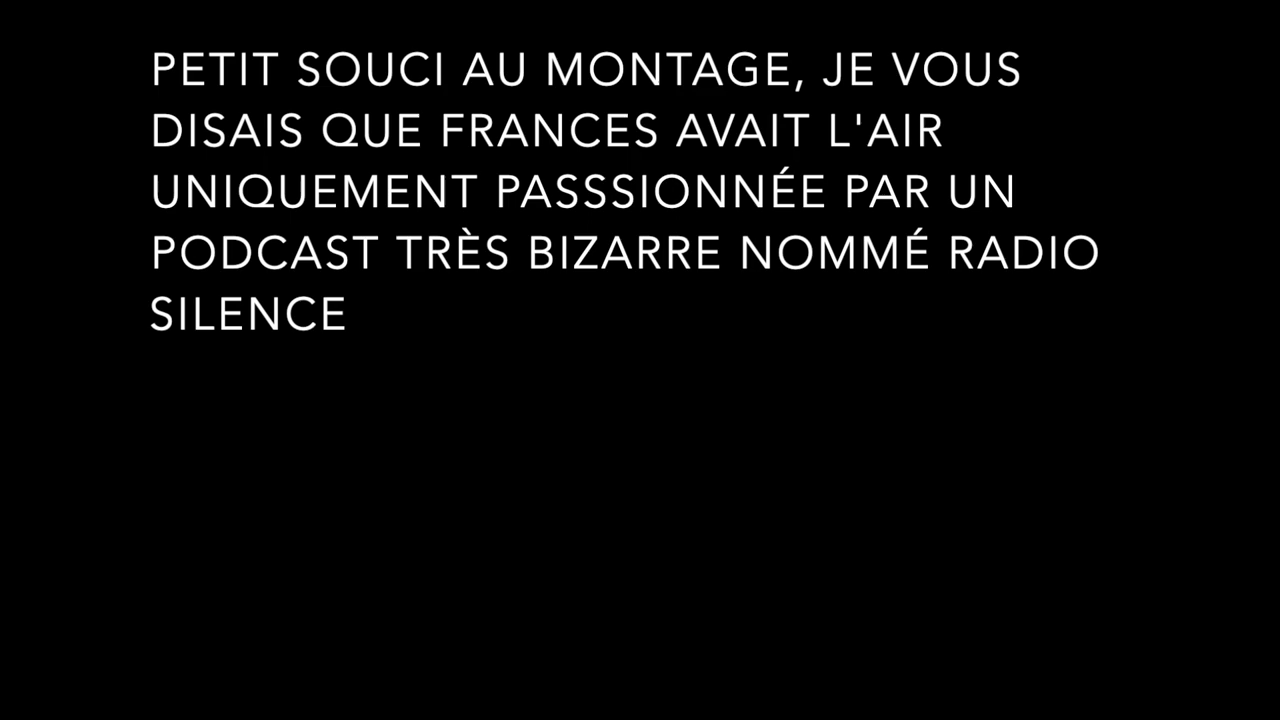 PETIT SOUCI AU MONTAGE, JE VOUS
DISAIS QUE FRANCES AVAIT L'AIR
UNIQUEMENT PASSSIONNÉE PAR UN
PODCAST TRÈS BIZARRE NOMMÉ RADIO
SILENCE